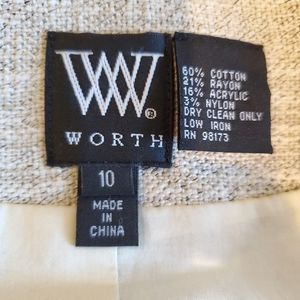 W
®
WORTH
10
MADE
IN
CHINA
60% COTTON
21% RAYON
16% ACRYLIC
3% NYLON
DRY CLEAN ONLY
LOW IRON
RN 98173